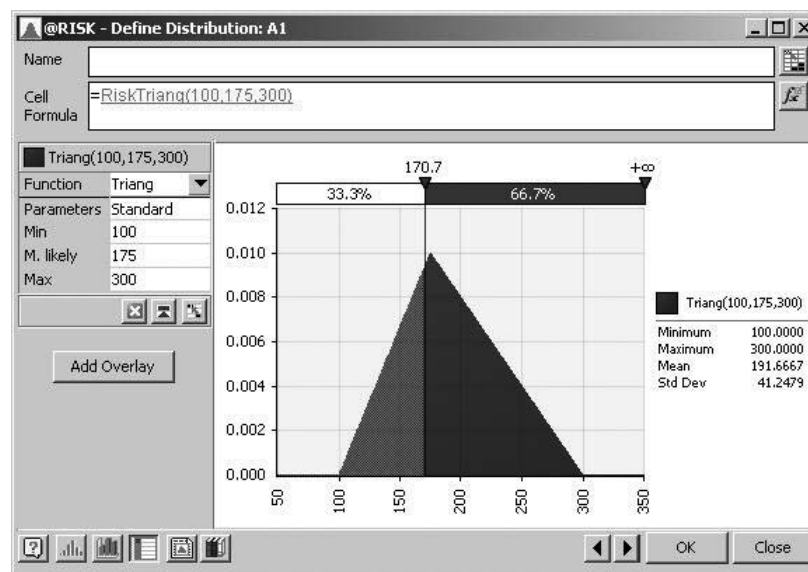 @RISK - Define Distribution: A1
Name
Cell Formula
=RiskTriang(100,175,300)
Triang(100,175,300)
Function Triang
Parameters Standard
Min 100
M. likely 175
Max 300
Add Overlay
170.7 +∞
33.3% 66.7%
0.012
0.010
0.008
0.006
0.004
0.002
0.000
50 100 150 200 250 300 350
Triang(100,175,300)
Minimum 100.0000
Maximum 300.0000
Mean 191.6667
Std Dev 41.2479
OK
Close